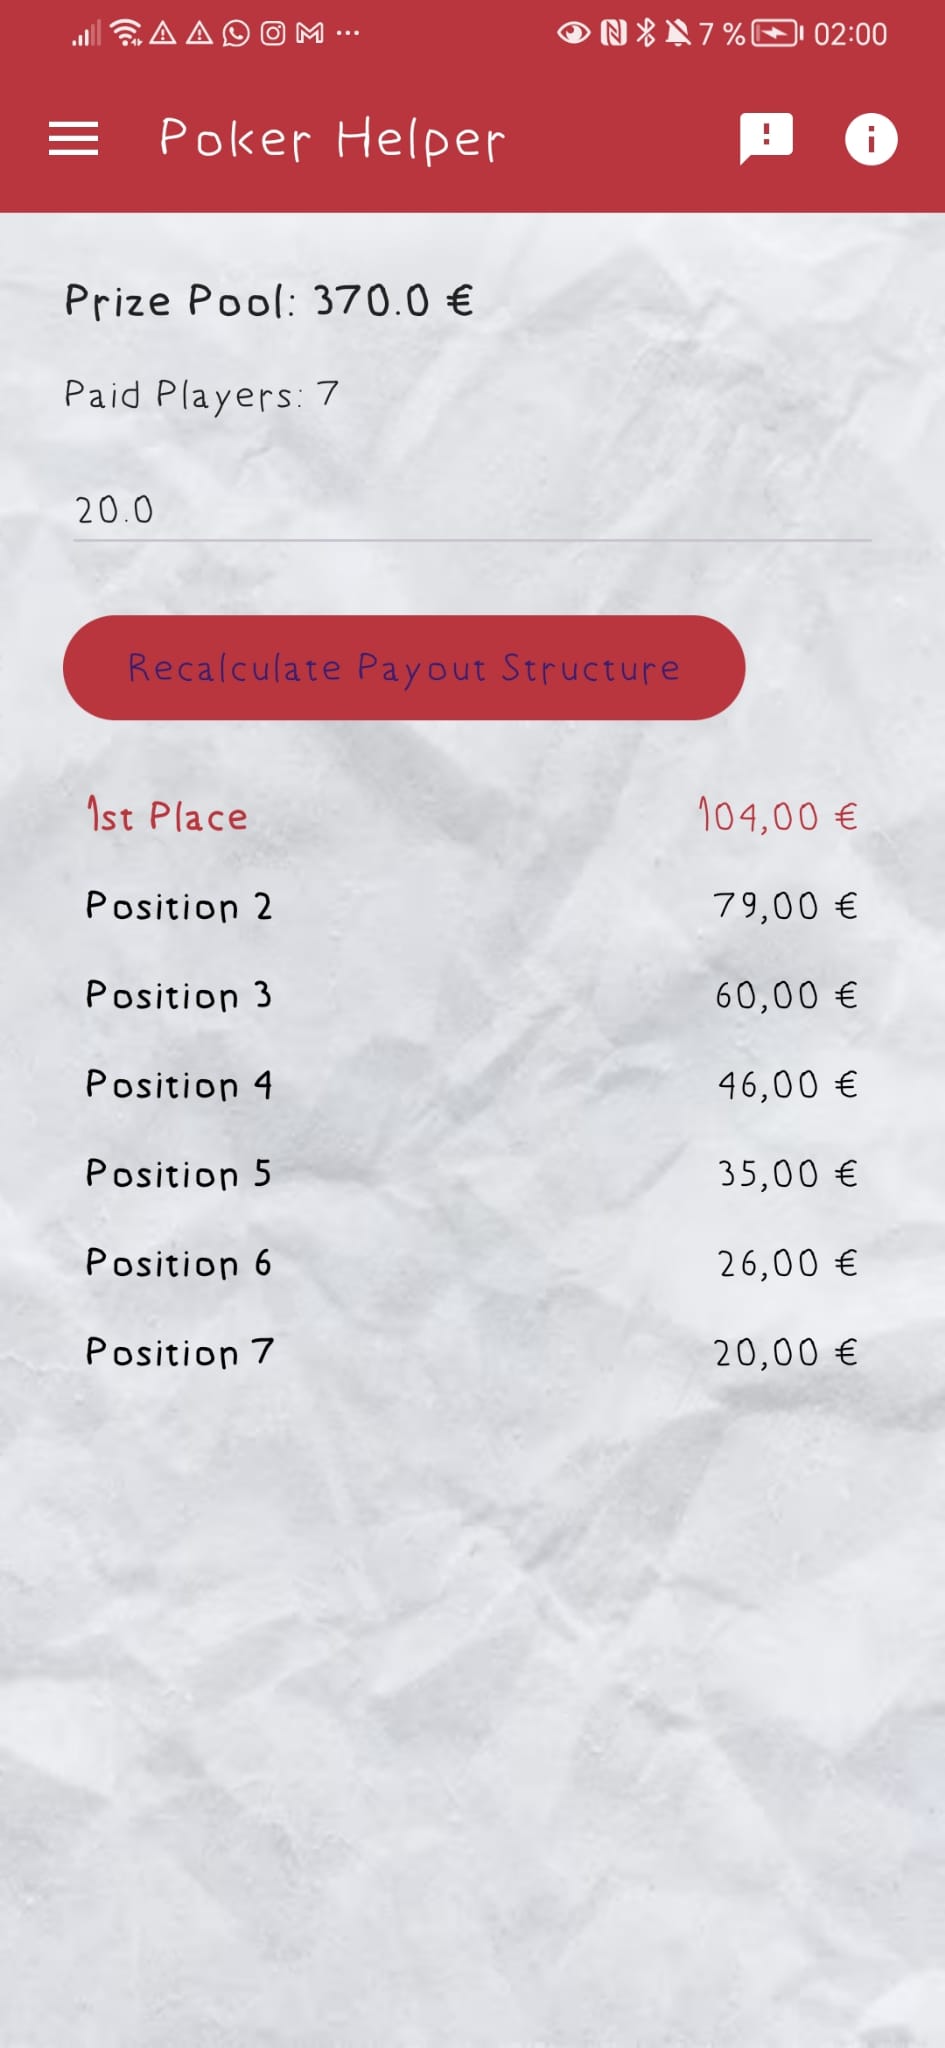 7 % 02:00
Poker Helper
Prize Pool: 370.0 €
Paid Players: 7
20.0
Recalculate Payout Structure
1st Place 104,00 €
Position 2 79,00 €
Position 3 60,00 €
Position 4 46,00 €
Position 5 35,00 €
Position 6 26,00 €
Position 7 20,00 €